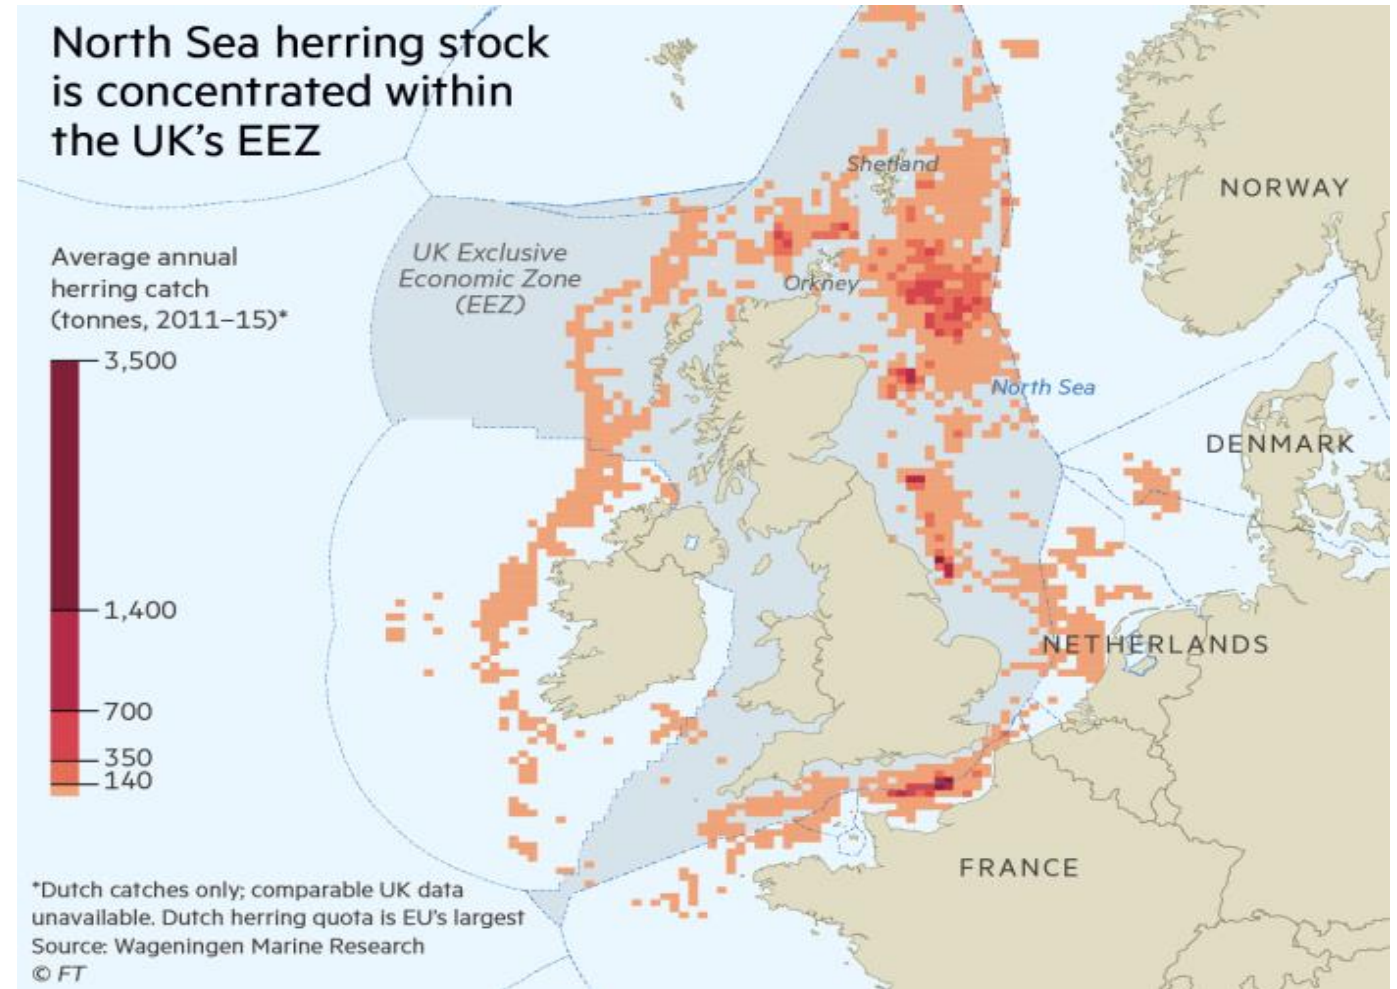 North Sea herring stock
is concentrated within
the UK's EEZ
Average annual
herring catch
(tonnes, 2011–15)*
3,500
1,400
700
350
140
UK Exclusive
Economic Zone
(EEZ)
Shetland
Orkney
North Sea
NORWAY
DENMARK
NETHERLANDS
FRANCE
*Dutch catches only; comparable UK data
unavailable. Dutch herring quota is EU's largest
Source: Wageningen Marine Research
© FT